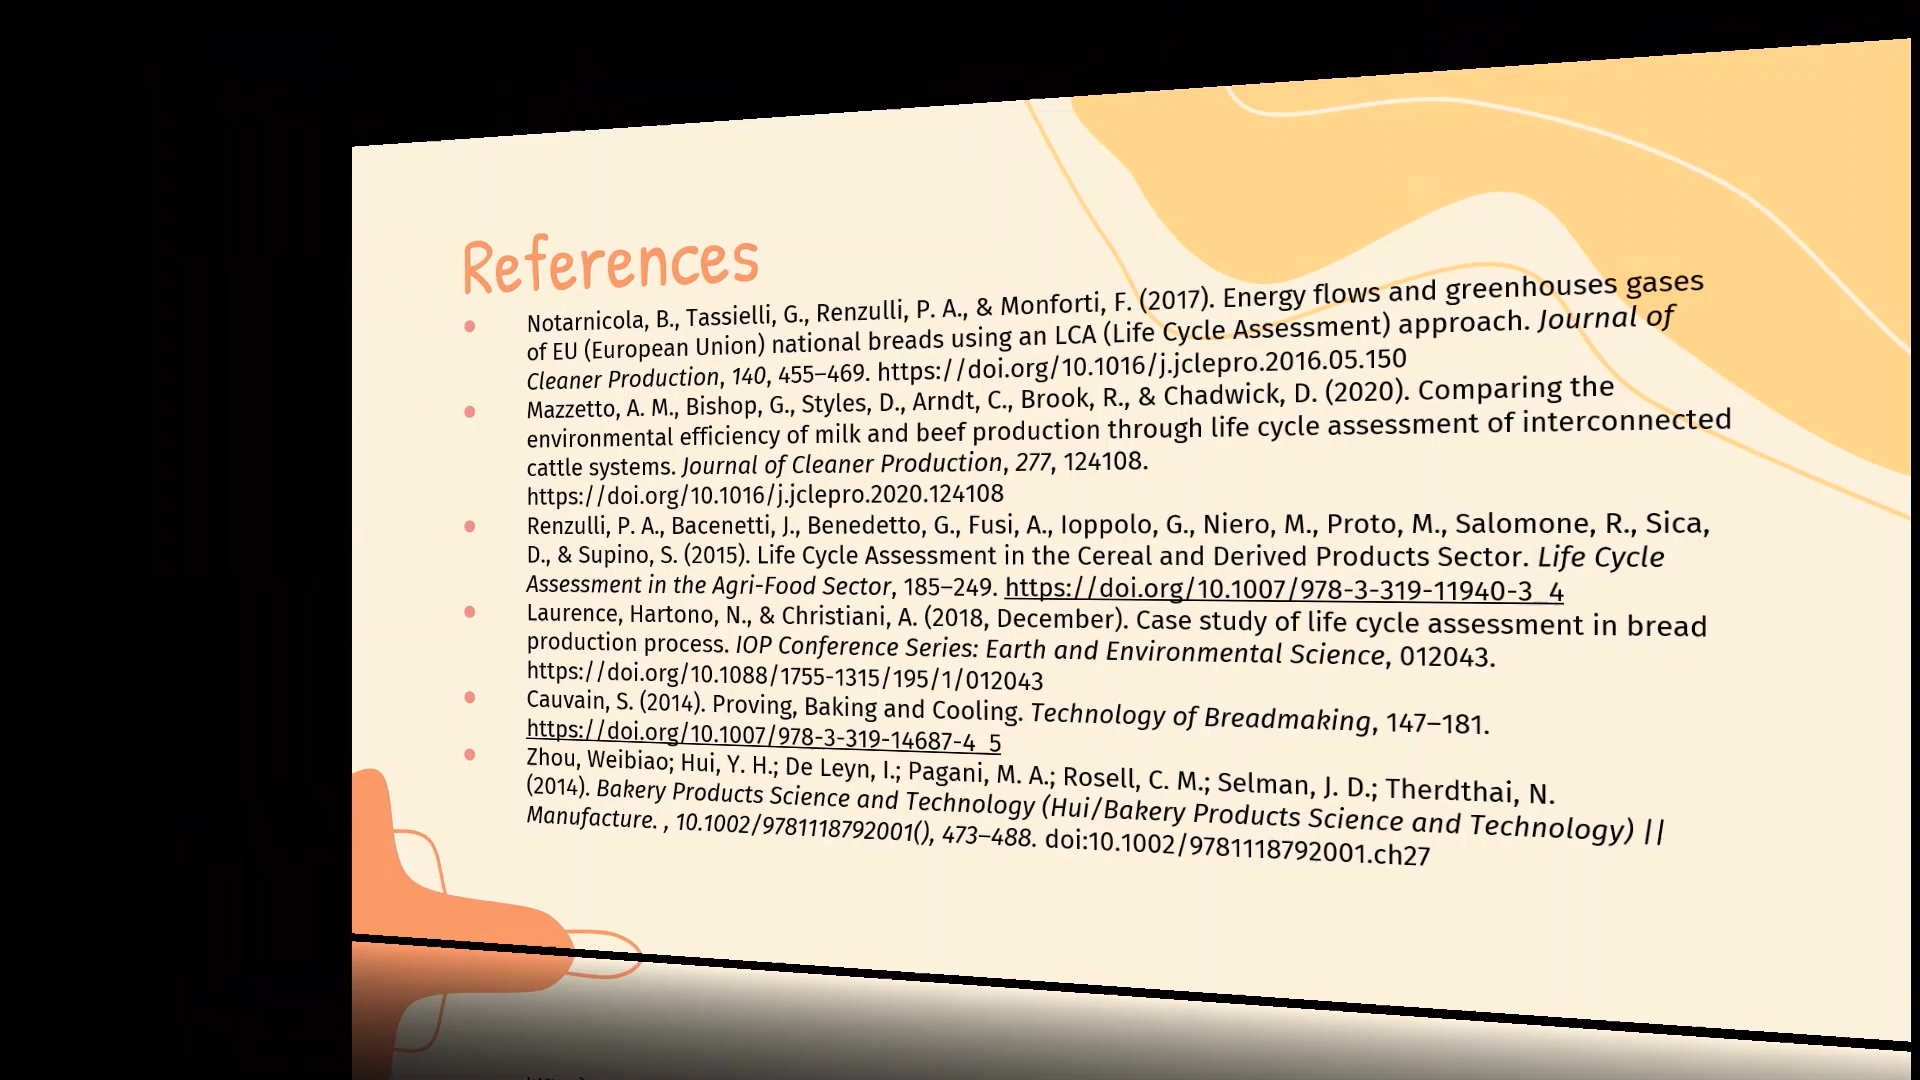 References
Notarnicola, B., Tassielli, G., Renzulli, P. A., & Monforti, F. (2017). Energy flows and greenhouses gases
of EU (European Union) national breads using an LCA (Life Cycle Assessment) approach. Journal of
Cleaner Production, 140, 455–469. https://doi.org/10.1016/j.jclepro.2016.05.150
Mazzetto, A. M., Bishop, G., Styles, D., Arndt, C., Brook, R., & Chadwick, D. (2020). Comparing the
environmental efficiency of milk and beef production through life cycle assessment of interconnected
cattle systems. Journal of Cleaner Production, 277, 124108.
https://doi.org/10.1016/j.jclepro.2020.124108
Renzulli, P. A., Bacenetti, J., Benedetto, G., Fusi, A., Ioppolo, G., Niero, M., Proto, M., Salomone, R., Sica,
D., & Supino, S. (2015). Life Cycle Assessment in the Cereal and Derived Products Sector. Life Cycle
Assessment in the Agri-Food Sector, 185–249. https://doi.org/10.1007/978-3-319-11940-3_4
Laurence, Hartono, N., & Christiani, A. (2018, December). Case study of life cycle assessment in bread
production process. IOP Conference Series: Earth and Environmental Science, 012043.
https://doi.org/10.1088/1755-1315/195/1/012043
Cauvain, S. (2014). Proving, Baking and Cooling. Technology of Breadmaking, 147–181.
https://doi.org/10.1007/978-3-319-14687-4_5
Zhou, Weibiao; Hui, Y. H.; De Leyn, I.; Pagani, M. A.; Rosell, C. M.; Selman, J. D.; Therdthai, N.
(2014). Bakery Products Science and Technology (Hui/Bakery Products Science and Technology) ||
Manufacture. , 10.1002/9781118792001(), 473–488. doi:10.1002/9781118792001.ch27